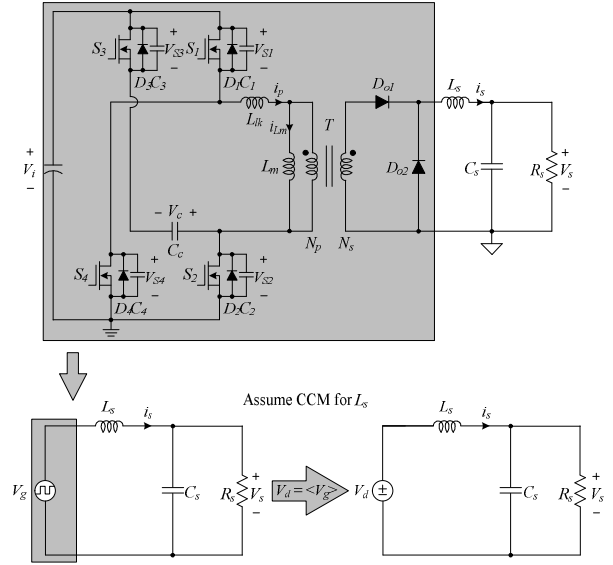 S3
VS3
D3C3
S1
VS1
D1C1
+
−
+
−
Llk
ip
iLm
Lm
T
Np
Ns
Do1
Do2
Ls
is
Cs
Rs
+
Vs
−
+
Vi
−
− Vc +
Cc
S4
+
VS4
−
D4C4
S2
+
VS2
−
D2C2
Assume CCM for Ls
Vg
Ls
is
Cs
Rs
+
Vs
−
Vd = <Vg>
Vd
±
Ls
is
Cs
Rs
+
Vs
−